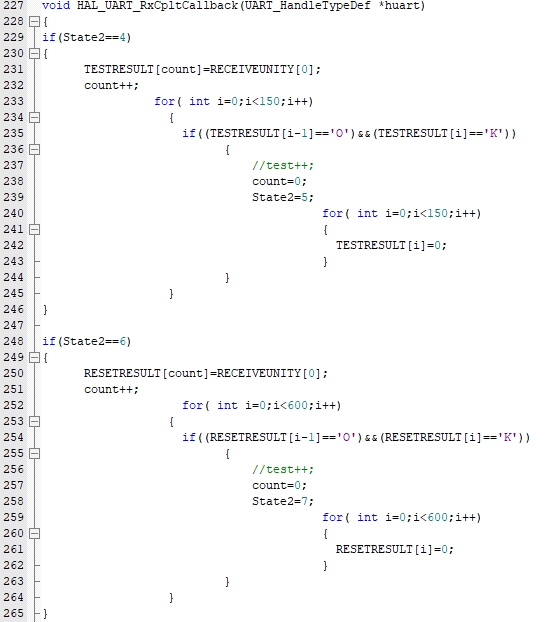 227 void HAL_UART_RxCpltCallback(UART_HandleTypeDef *huart)
228 {
229 if(State2==4)
230 {
231 TESTRESULT[count]=RECEIVEUNITY[0];
232 count++;
233 for( int i=0;i<150;i++)
234 {
235 if((TESTRESULT[i-1]=='O')&&(TESTRESULT[i]=='K'))
236 {
237 //test++;
238 count=0;
239 State2=5;
240 for( int i=0;i<150;i++)
241 {
242 TESTRESULT[i]=0;
243 }
244 }
245 }
246 }
247
248 if(State2==6)
249 {
250 RESETRESULT[count]=RECEIVEUNITY[0];
251 count++;
252 for( int i=0;i<600;i++)
253 {
254 if((RESETRESULT[i-1]=='O')&&(RESETRESULT[i]=='K'))
255 {
256 //test++;
257 count=0;
258 State2=7;
259 for( int i=0;i<600;i++)
260 {
261 RESETRESULT[i]=0;
262 }
263 }
264 }
265 }